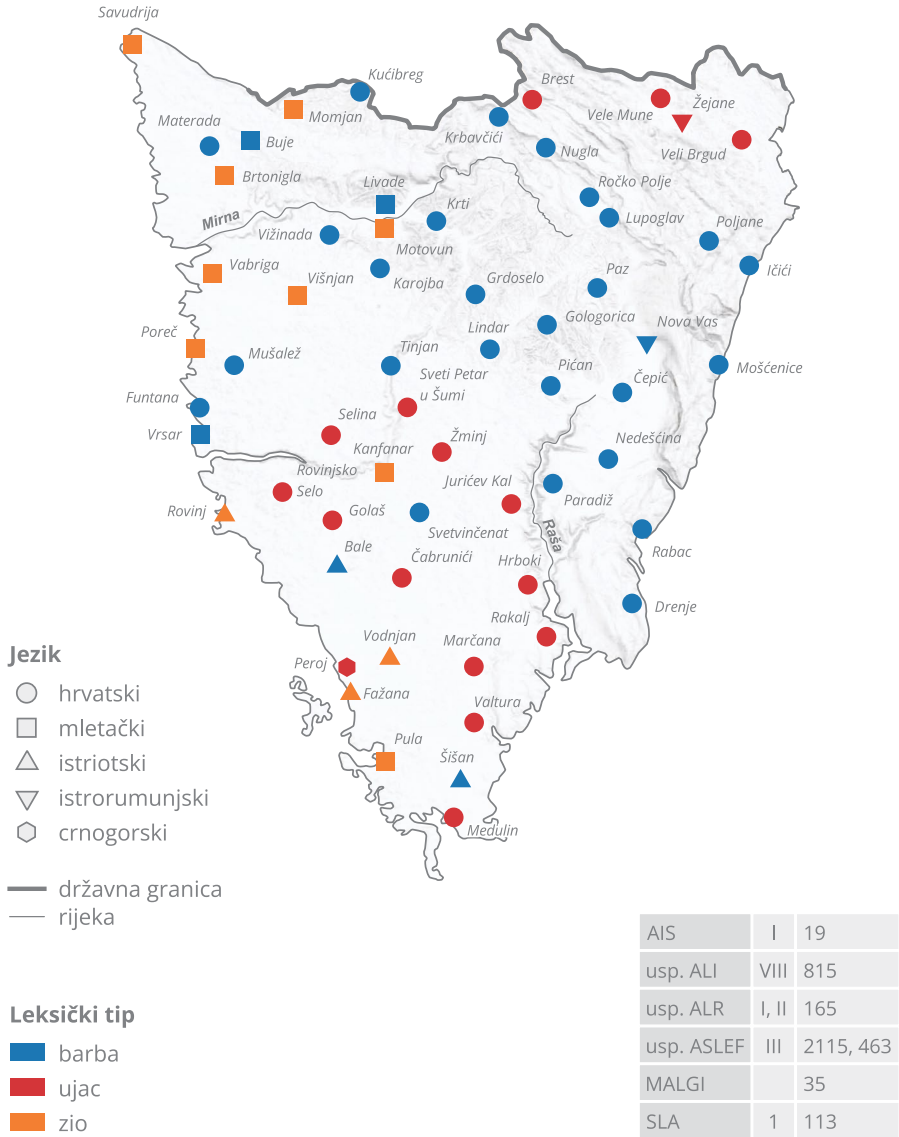 Savudrija
Kućibreg
Brest
Momjan
Vele Mune
Žejane
Materada
Buje
Krbavčići
Nugla
Veli Brgud
Brtonigla
Livade
Ročko Polje
Mirna
Krti
Lupoglav
Poljane
Vižinada
Motovun
Vabriga
Višnjan
Karojba
Grdoselo
Paz
Ičići
Poreč
Lindar
Gologorica
Nova Vas
Mušalež
Tinjan
Pićan
Mošćenice
Sveti Petar
u Šumi
Čepić
Funtana
Selina
Vrsar
Kanfanar
Žminj
Nedešćina
Rovinjsko
Selo
Jurićev Kal
Paradiž
Rovinj
Golaš
Svetvinčenat
Raša
Bale
Čabrunići
Hrboki
Rabac
Drenje
Rakalj
Vodnjan
Marčana
Peroj
Fažana
Valtura
Pula
Šišan
Medulin
Jezik
hrvatski
mletački
istriotski
istrorumunjski
crnogorski
državna granica
rijeka
Leksički tip
barba
ujac
zio
AIS I 19
usp. ALI VIII 815
usp. ALR I, II 165
usp. ASLEF III 2115, 463
MALGI 35
SLA 1 113